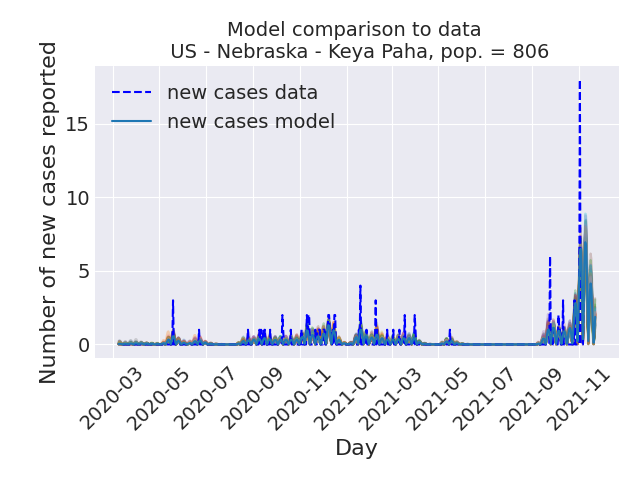 Model comparison to data
US - Nebraska - Keya Paha, pop. = 806
new cases data
new cases model
Number of new cases reported
15
10
5
0
2020-03
2020-05
2020-07
2020-09
2020-11
2021-01
2021-03
2021-05
2021-07
2021-09
2021-11
Day